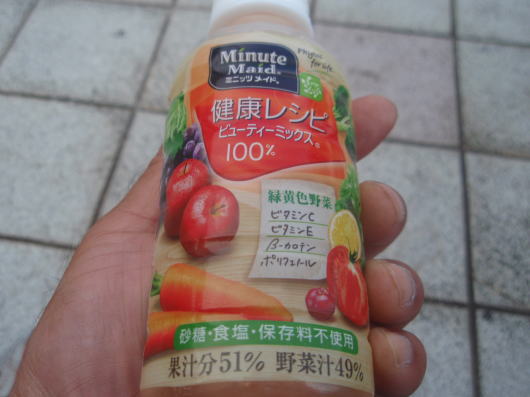 Minute
Maid®
ミニッツ メイド®
健康レシピ
ビューティーミックス®
100%
緑黄色野菜
ビタミンC
ビタミンE
β-カロテン
ポリフェノール
砂糖・食塩・保存料不使用
果汁分51% 野菜汁49%